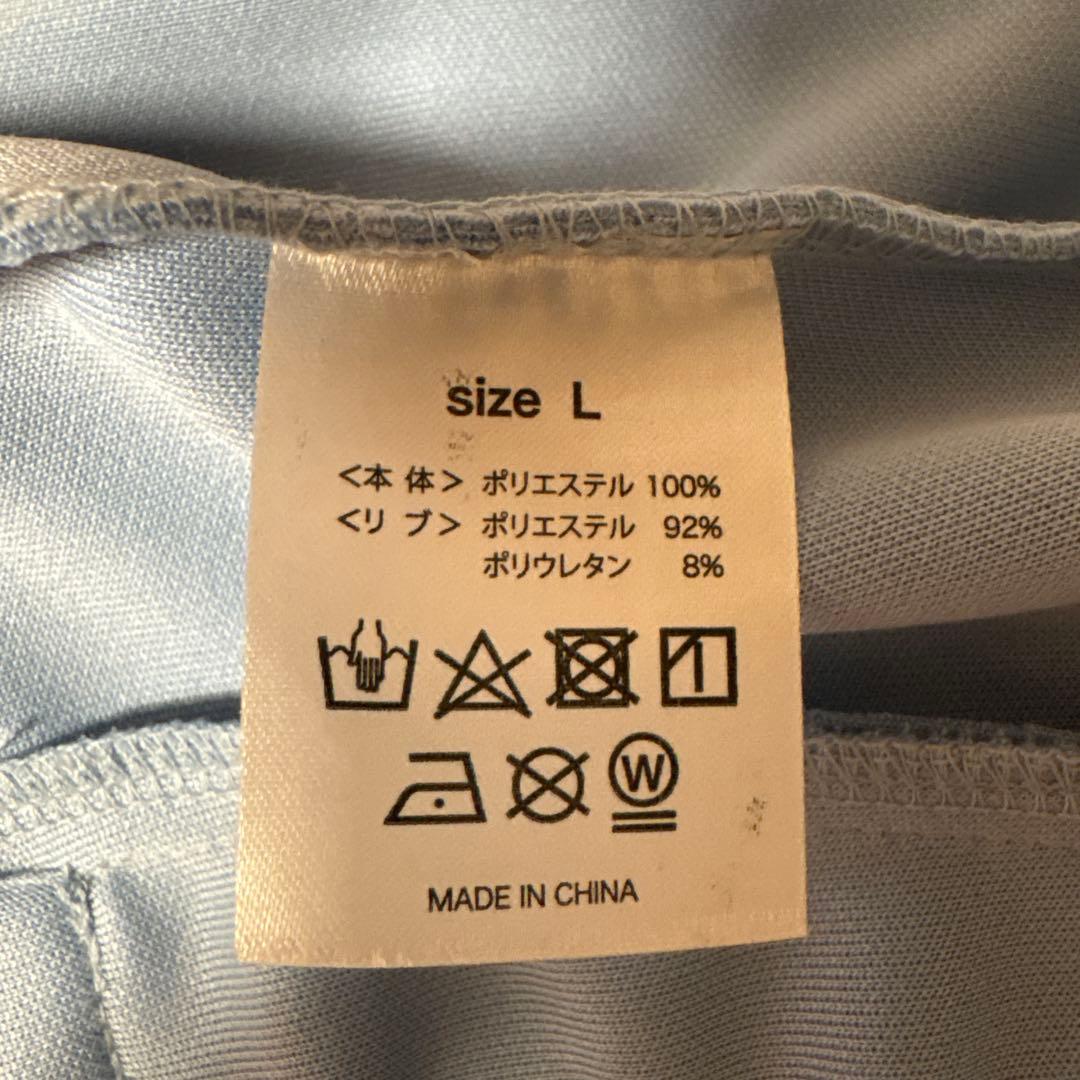 size L
<本 体> ポリエステル 100%
<リ ブ> ポリエステル 92%
ポリウレタン 8%
W
MADE IN CHINA